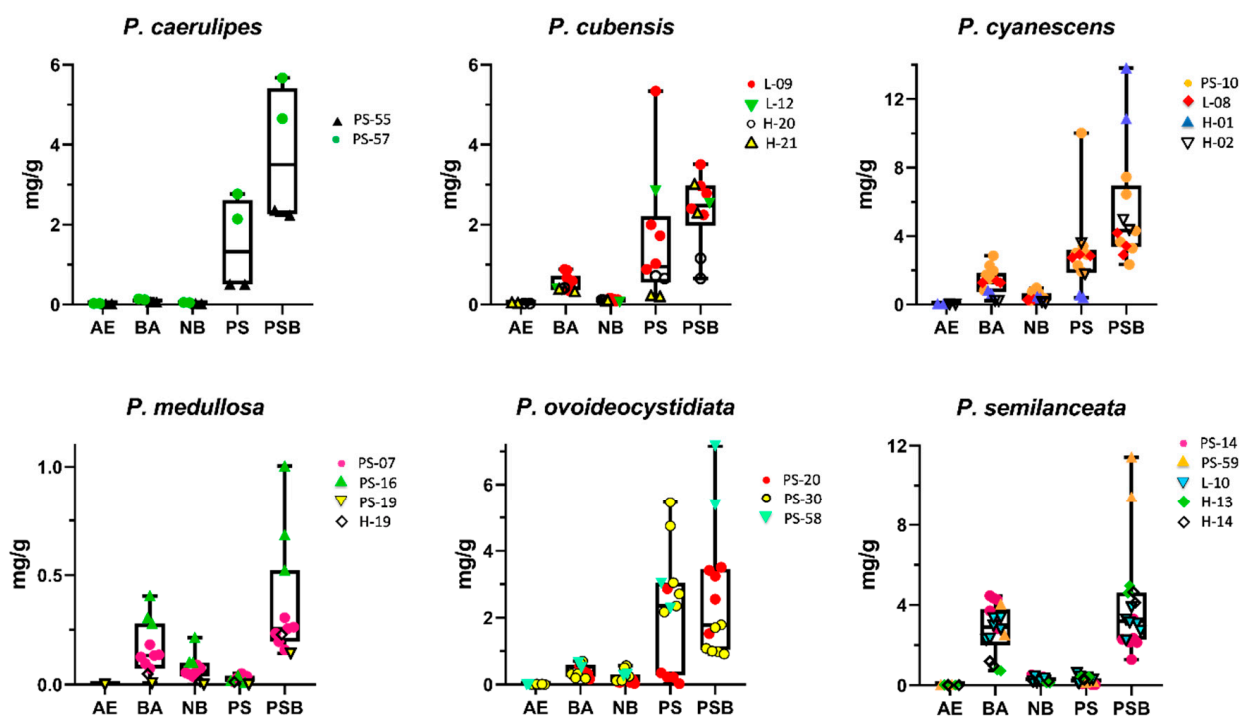 P. caerulipes
mg/g
6
4
2
0
AE BA NB PS PSB
PS-55
PS-57
P. cubensis
mg/g
6
4
2
0
AE BA NB PS PSB
L-09
L-12
H-20
H-21
P. cyanescens
mg/g
12
8
4
0
AE BA NB PS PSB
PS-10
L-08
H-01
H-02
P. medullosa
mg/g
1.0
0.5
0.0
AE BA NB PS PSB
PS-07
PS-16
PS-19
H-19
P. ovoideocystidiata
mg/g
6
4
2
0
AE BA NB PS PSB
PS-20
PS-30
PS-58
P. semilanceata
mg/g
12
8
4
0
AE BA NB PS PSB
PS-14
PS-59
L-10
H-13
H-14